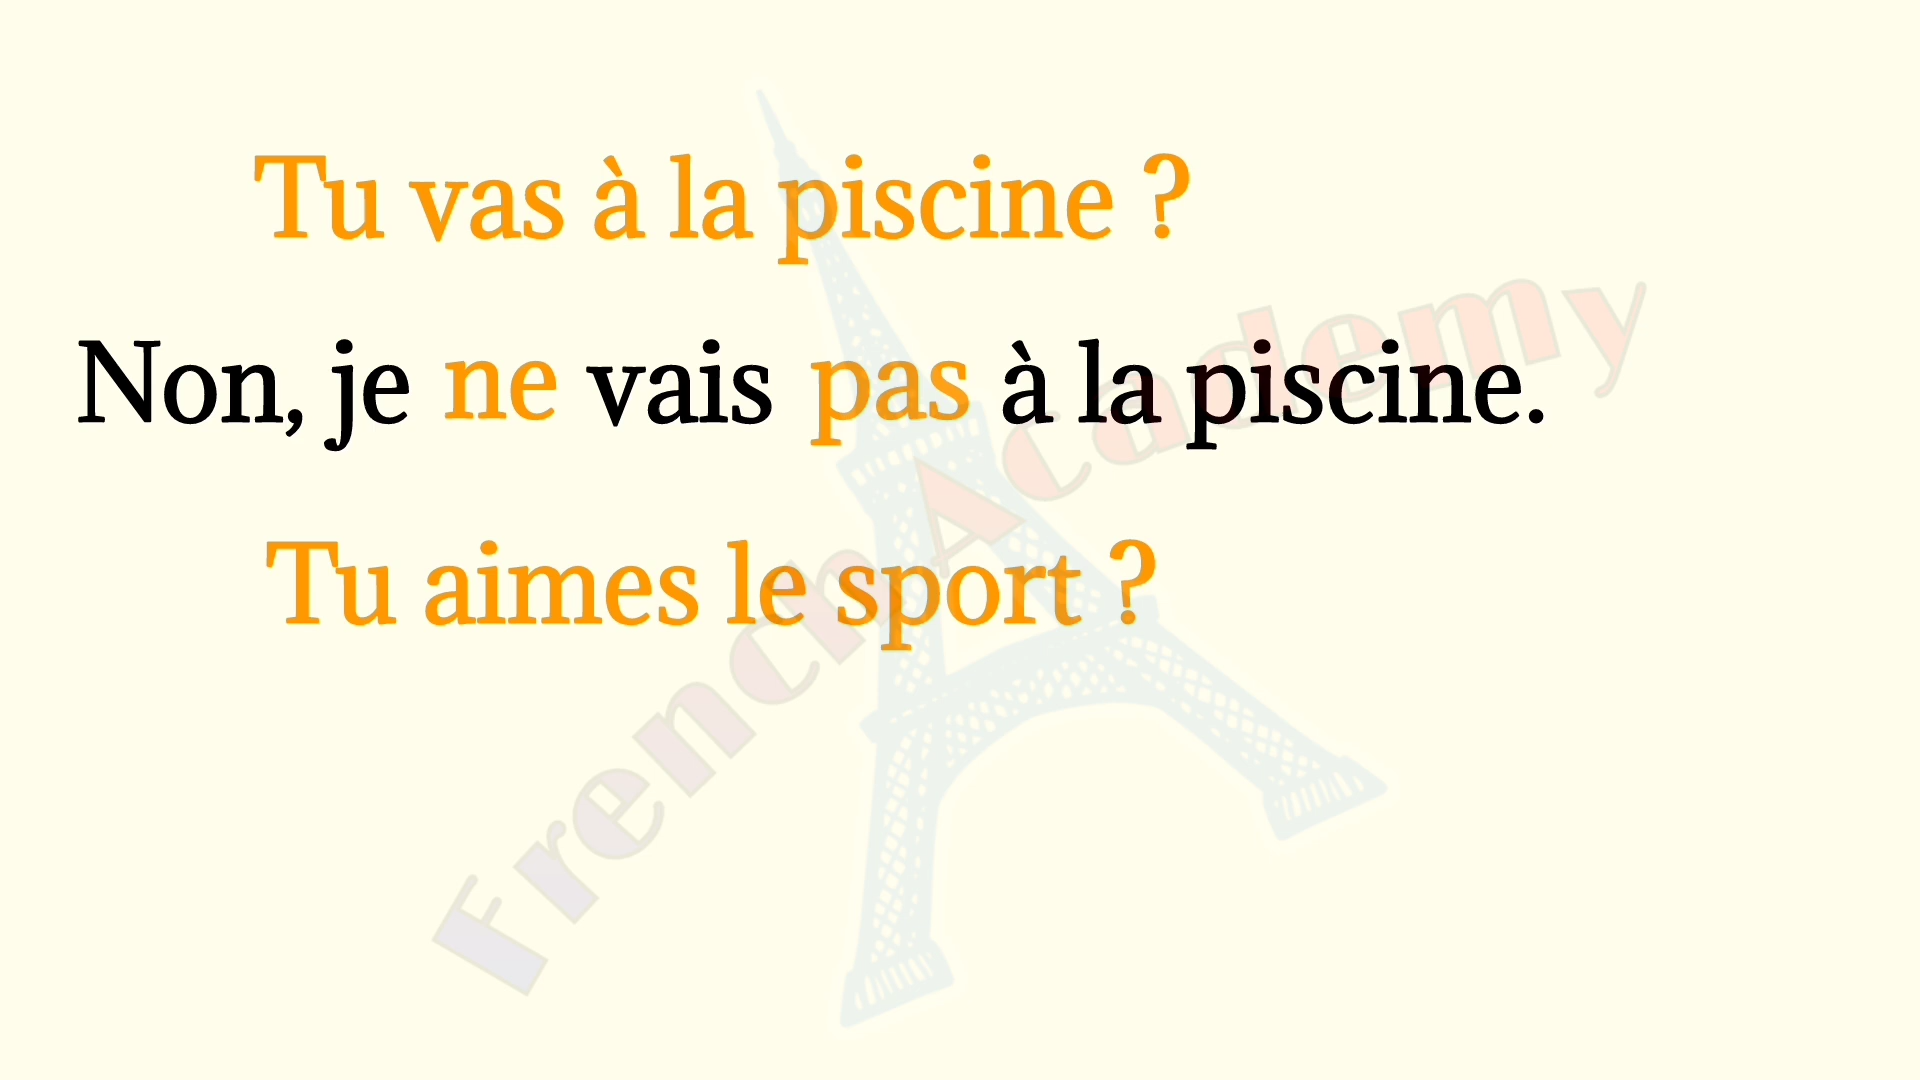 Tu vas à la piscine ?
Non, je ne vais pas à la piscine.
Tu aimes le sport ?
French Academy